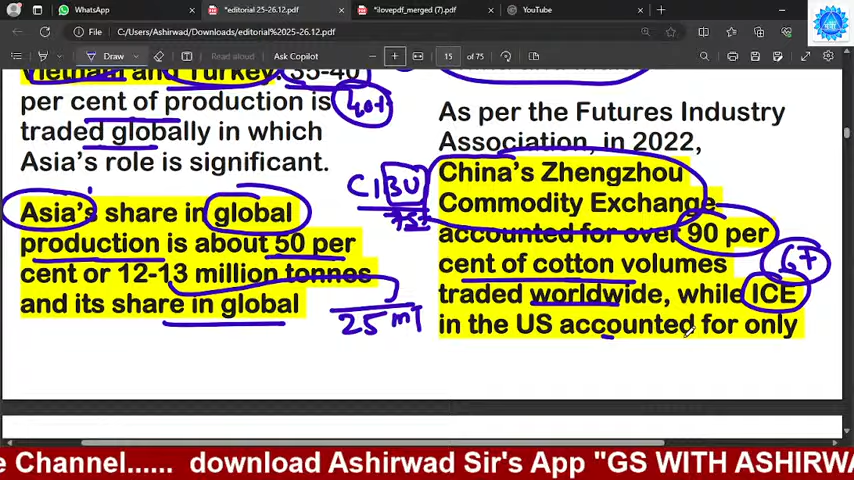 WhatsApp
*editorial 25-26.12.pdf
*ilovepdf_merged (7).pdf
YouTube
File
C:/Users/Ashirwad/Downloads/editorial%2025-26.12.pdf
Draw
Read aloud
Ask Copilot
15
of 75
Vietnam and Turkey. 35-40
per cent of production is
traded globally in which
Asia's role is significant.
Asia's share in global
production is about 50 per
cent or 12-13 million tonnes
and its share in global
25 mT
As per the Futures Industry
Association, in 2022,
China's Zhengzhou
Commodity Exchange
accounted for over 90 per
cent of cotton volumes
traded worldwide, while ICE
in the US accounted for only
e Channel...... download Ashirwad Sir's App "GS WITH ASHIRWA